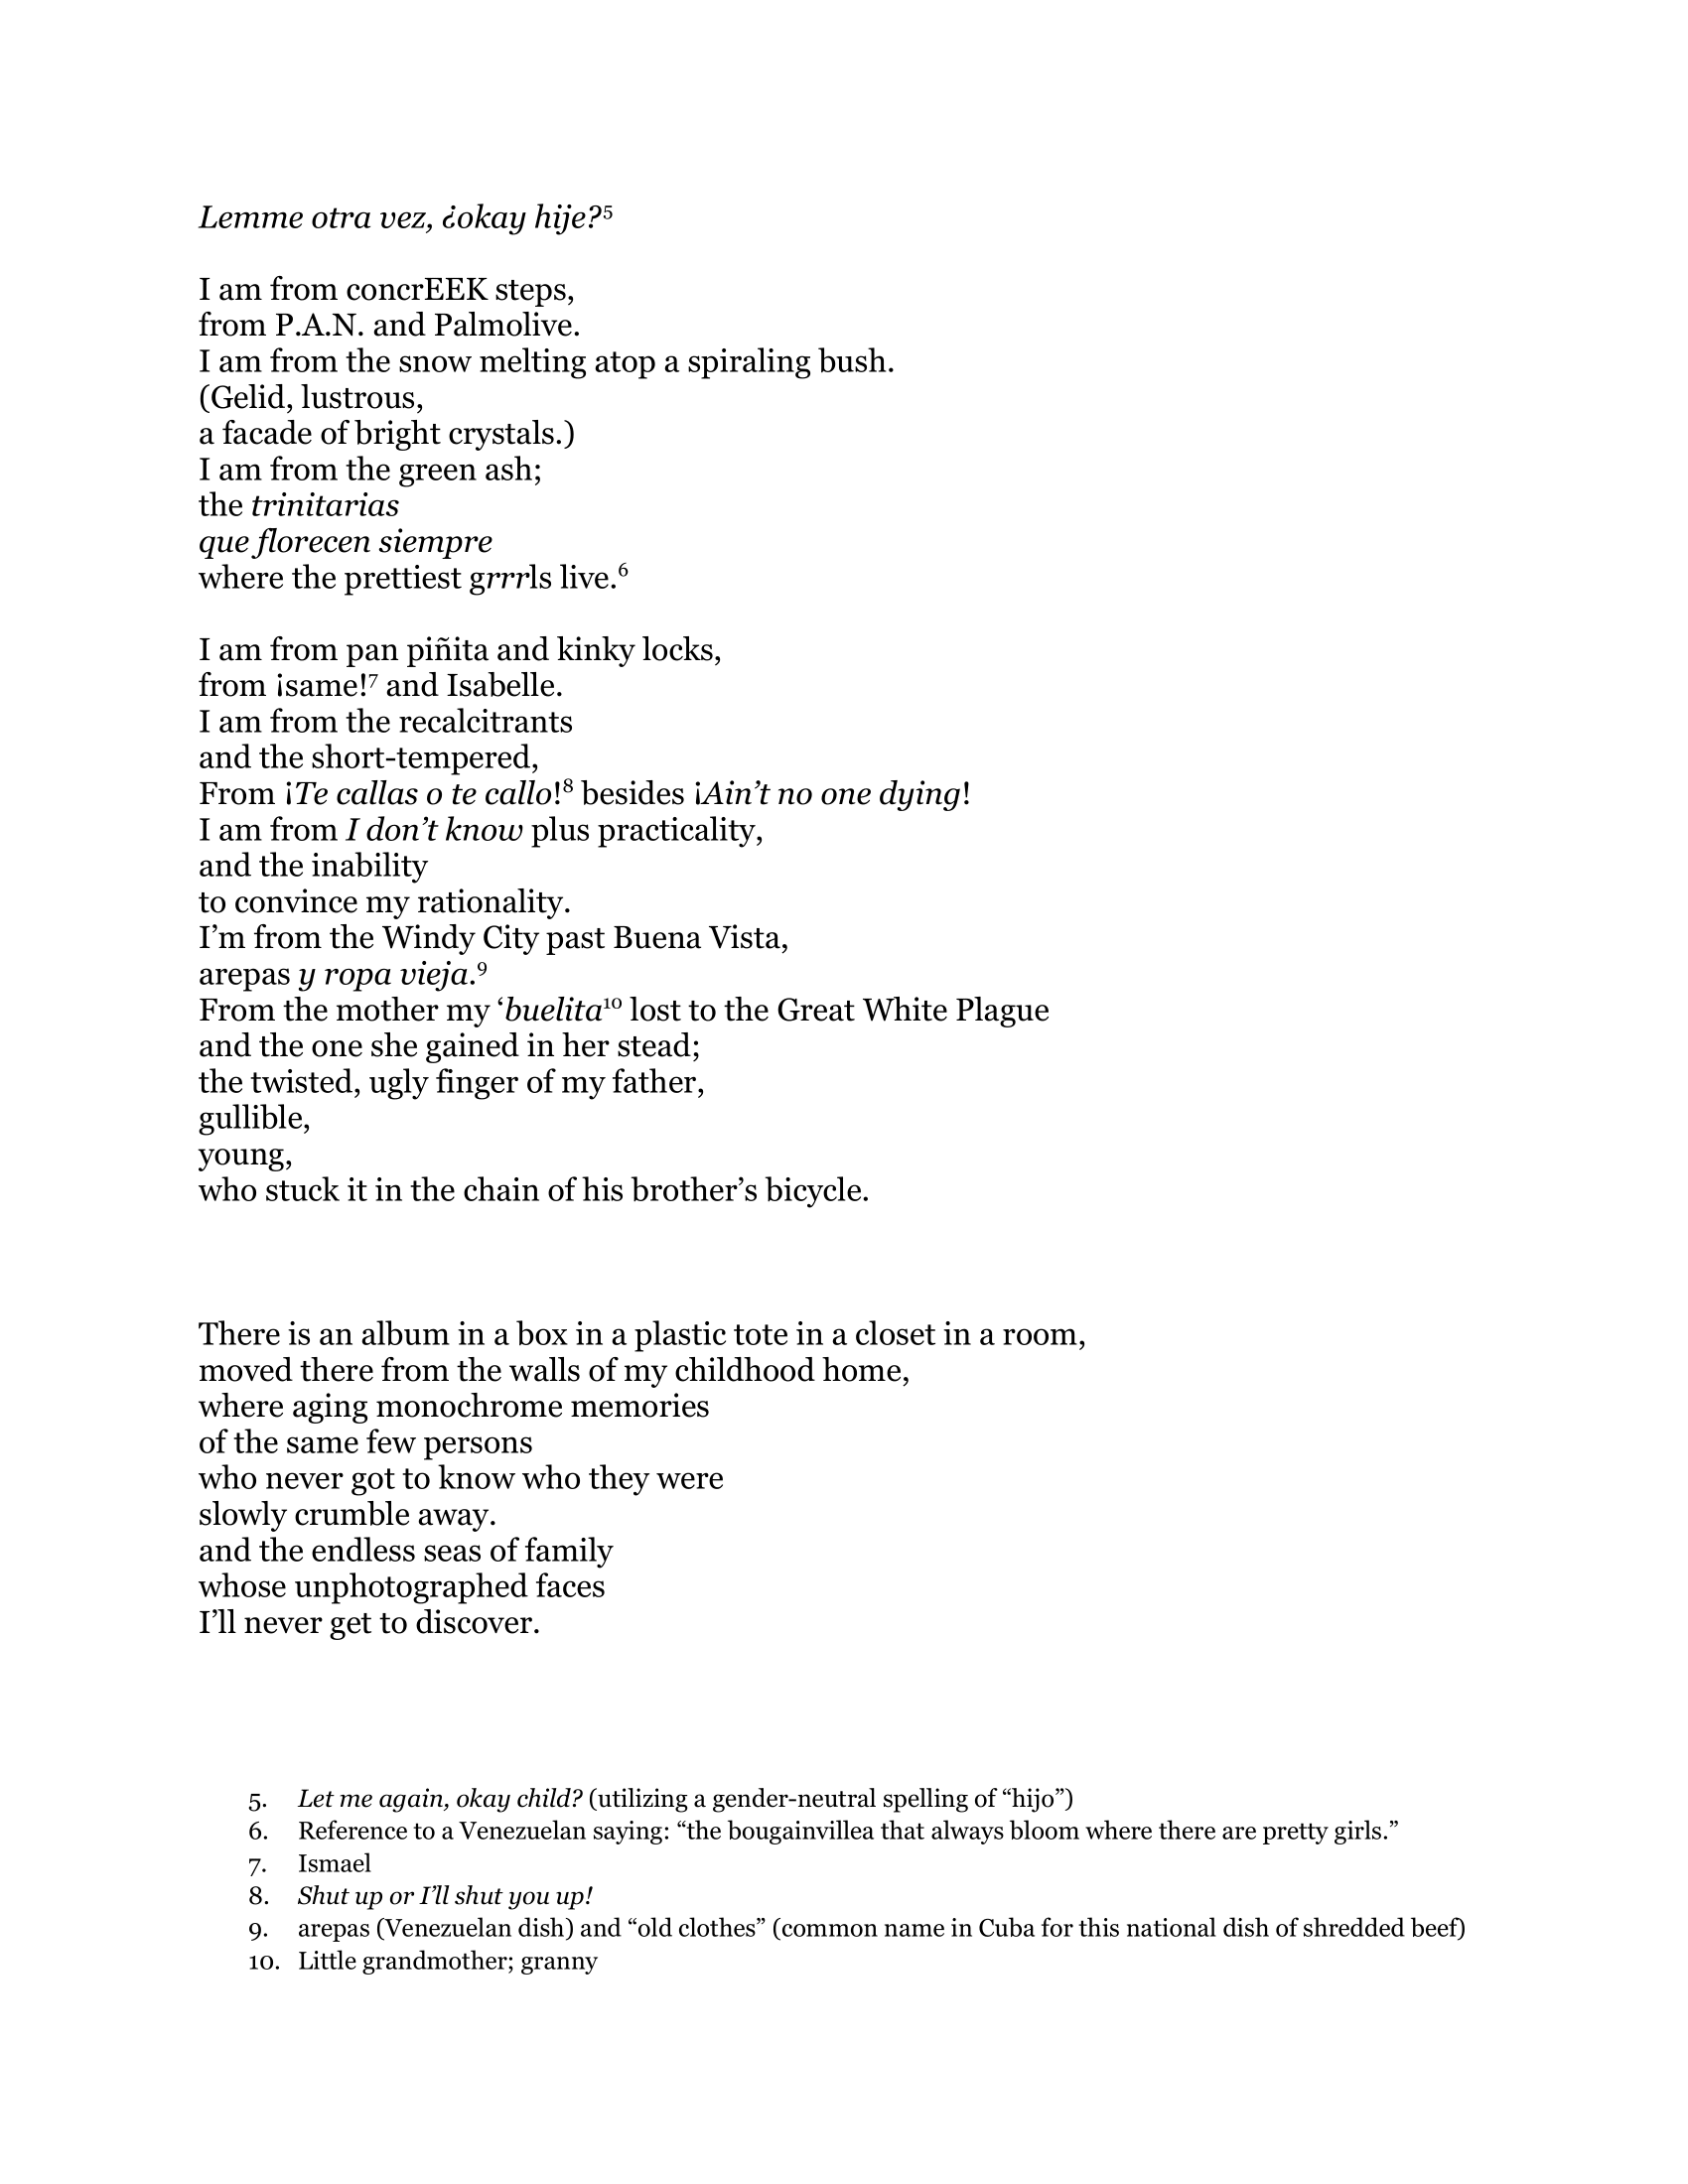 Lemme otra vez, ¿okay hije?⁵
I am from concrEEK steps,
from P.A.N. and Palmolive.
I am from the snow melting atop a spiraling bush.
(Gelid, lustrous,
a facade of bright crystals.)
I am from the green ash;
the trinitarias
que florecen siempre
where the prettiest grrrls live.⁶
I am from pan piñita and kinky locks,
from ¡same!⁷ and Isabelle.
I am from the recalcitrants
and the short-tempered,
From ¡Te callas o te callo!⁸ besides ¡Ain’t no one dying!
I am from I don’t know plus practicality,
and the inability
to convince my rationality.
I’m from the Windy City past Buena Vista,
arepas y ropa vieja.⁹
From the mother my ‘buelita¹⁰ lost to the Great White Plague
and the one she gained in her stead;
the twisted, ugly finger of my father,
gullible,
young,
who stuck it in the chain of his brother’s bicycle.
There is an album in a box in a plastic tote in a closet in a room,
moved there from the walls of my childhood home,
where aging monochrome memories
of the same few persons
who never got to know who they were
slowly crumble away.
and the endless seas of family
whose unphotographed faces
I’ll never get to discover.
5. Let me again, okay child? (utilizing a gender-neutral spelling of “hijo”)
6. Reference to a Venezuelan saying: “the bougainvillea that always bloom where there are pretty girls.”
7. Ismael
8. Shut up or I’ll shut you up!
9. arepas (Venezuelan dish) and “old clothes” (common name in Cuba for this national dish of shredded beef)
10. Little grandmother; granny